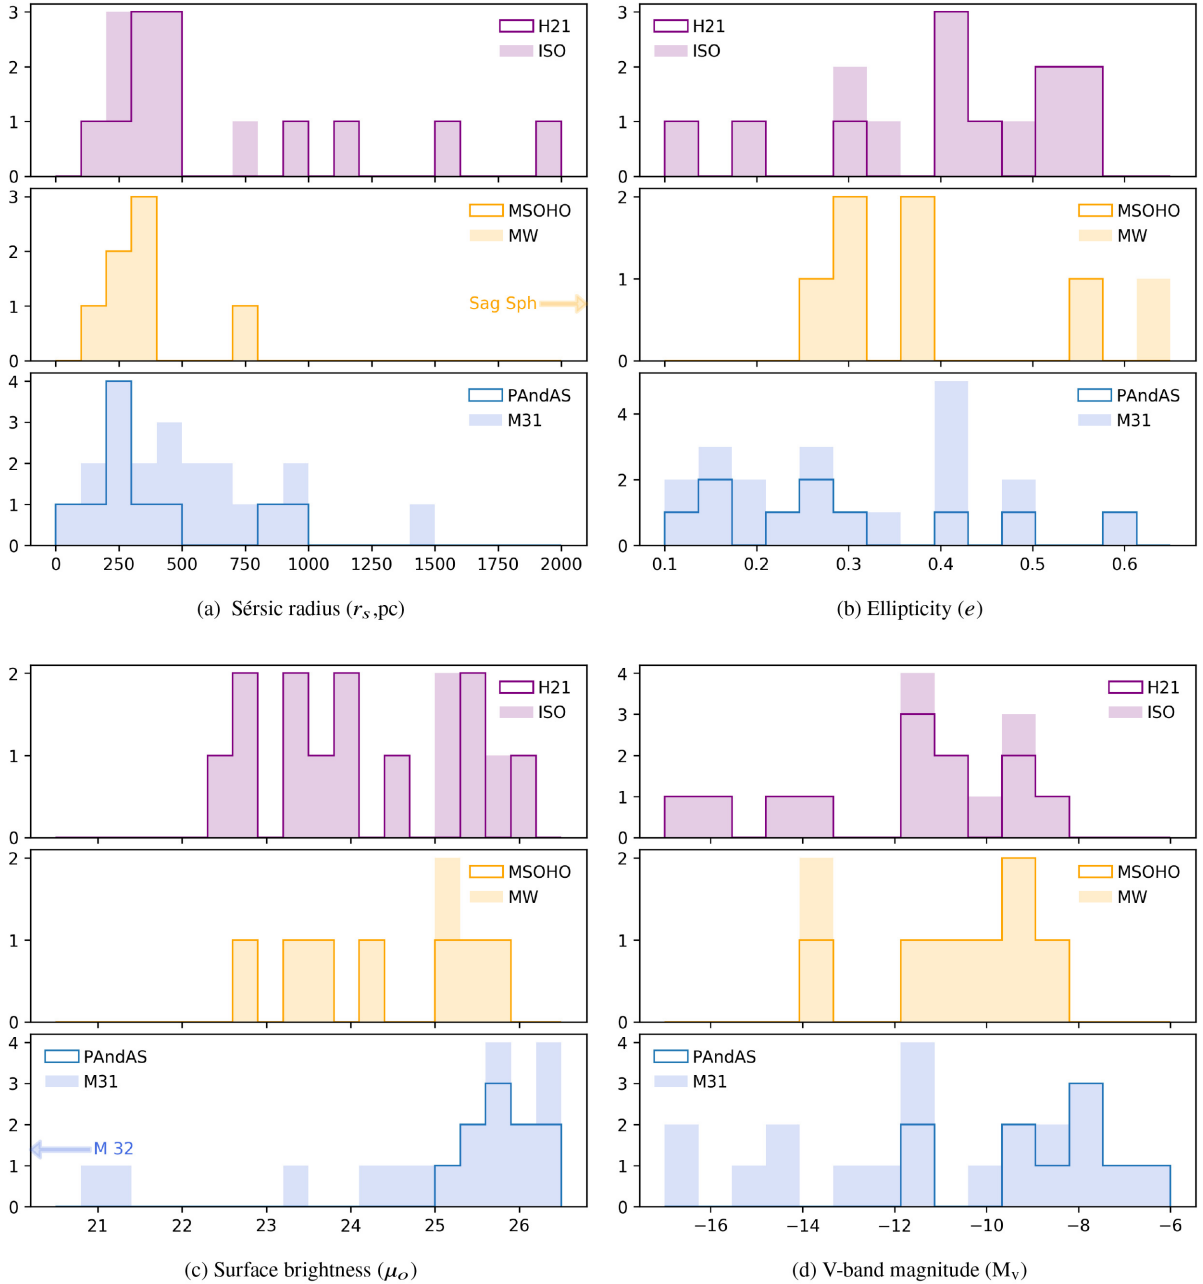 3
2
1
0
H21
ISO
3
2
1
0
H21
ISO
3
2
1
0
MSOHO
MW
Sag Sph
2
1
0
MSOHO
MW
4
3
2
1
0
PAndAS
M31
0 250 500 750 1000 1250 1500 1750 2000
4
2
0
PAndAS
M31
0.1 0.2 0.3 0.4 0.5 0.6
(a) Sérsic radius (rₛ,pc)
(b) Ellipticity (e)
2
1
0
H21
ISO
4
3
2
1
0
H21
ISO
2
1
0
MSOHO
MW
2
1
0
MSOHO
MW
4
3
2
1
0
PAndAS
M31
M 32
21 22 23 24 25 26
4
3
2
1
0
PAndAS
M31
−16 −14 −12 −10 −8 −6
(c) Surface brightness (μₒ)
(d) V-band magnitude (Mᵥ)